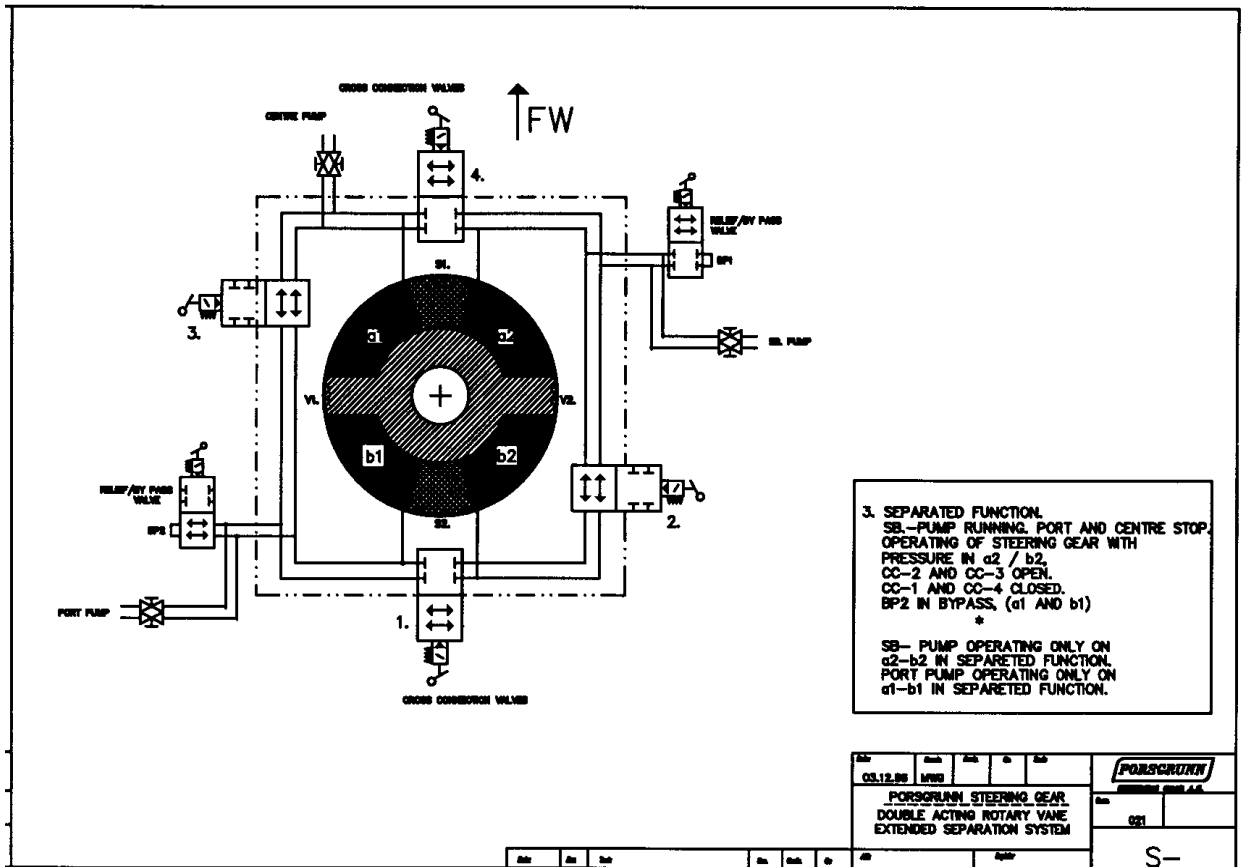 CROSS CONNECTION VALVES
FW
CENTRE PUMP
4.
RELIEF/BY PASS
VALVE
BP1
S1.
3.
a1
a2
SB. PUMP
V1.
V2.
b1
b2
RELIEF/BY PASS
VALVE
BP2
S2.
2.
PORT PUMP
1.
CROSS CONNECTION VALVES
3. SEPARATED FUNCTION.
SB.-PUMP RUNNING. PORT AND CENTRE STOP.
OPERATING OF STEERING GEAR WITH
PRESSURE IN a2 / b2,
CC-2 AND CC-3 OPEN.
CC-1 AND CC-4 CLOSED.
BP2 IN BYPASS, (a1 AND b1)
*
SB- PUMP OPERATING ONLY ON
a2-b2 IN SEPARETED FUNCTION.
PORT PUMP OPERATING ONLY ON
a1-b1 IN SEPARETED FUNCTION.
PORSGRUNN
PORSGRUNN STEERING GEAR
DOUBLE ACTING ROTARY VANE
EXTENDED SEPARATION SYSTEM
021
S-